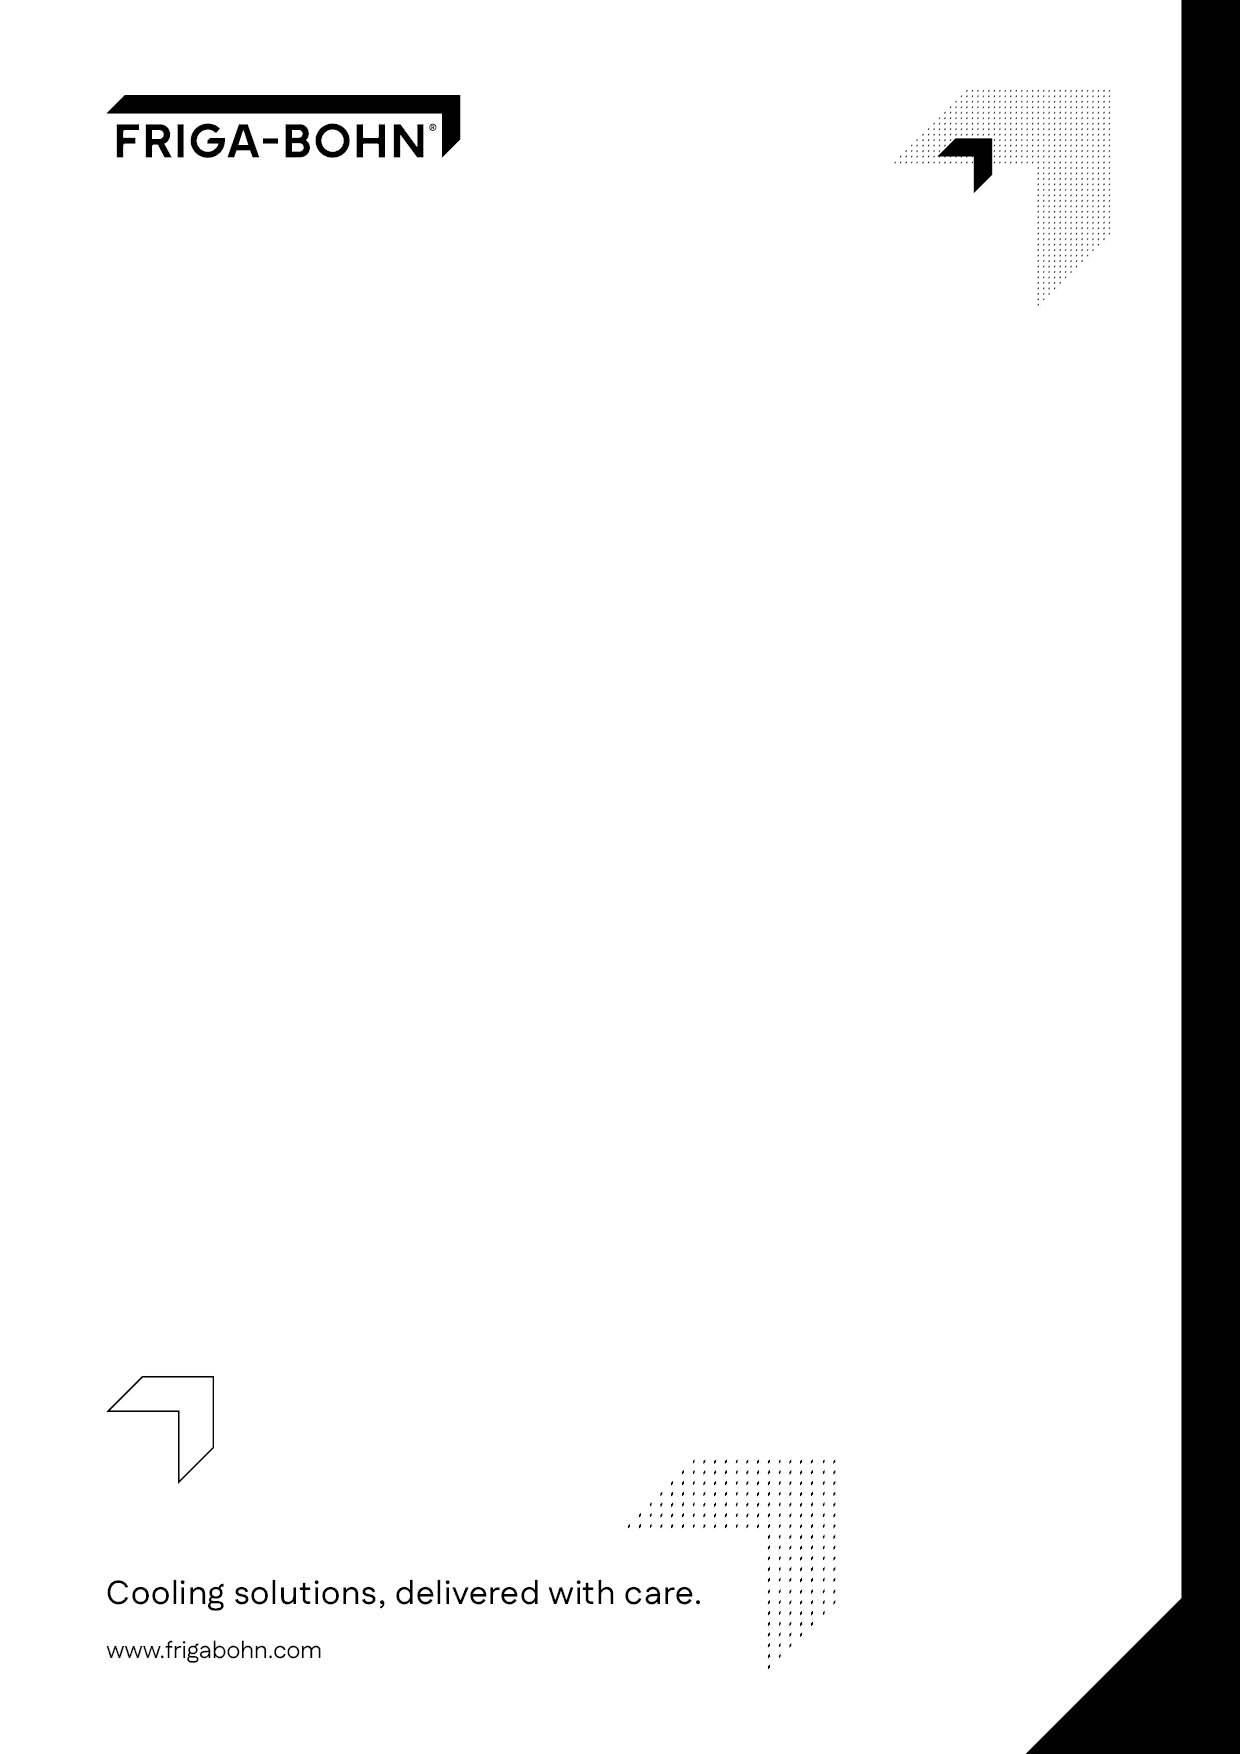 FRIGA-BOHN®
Cooling solutions, delivered with care.
www.frigabohn.com